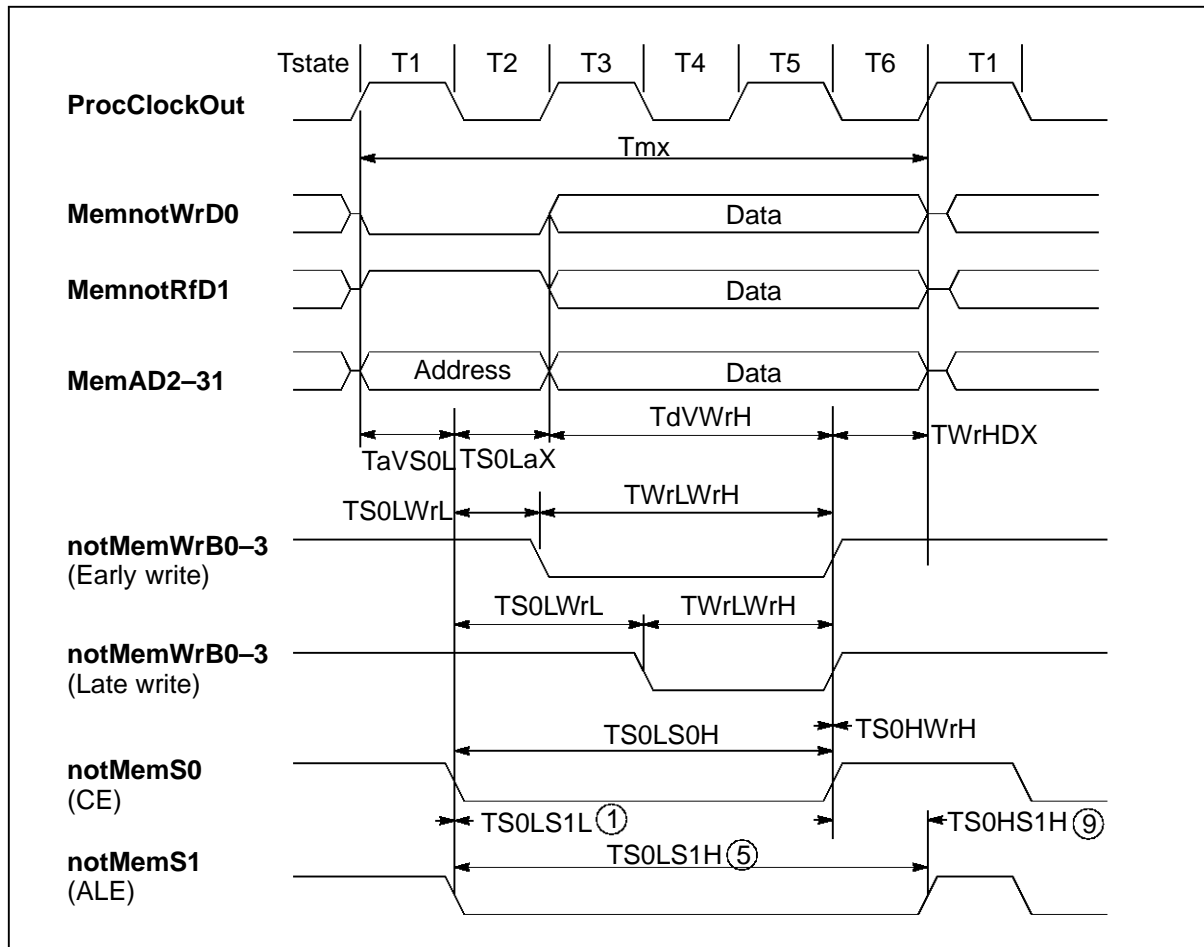 Tstate T1 T2 T3 T4 T5 T6 T1
ProcClockOut
Tmx
MemnotWrD0
Data
MemnotRfD1
Data
MemAD2–31
Address
Data
TaVS0L
TS0LaX
TdVWrH
TWrHDX
TS0LWrL
TWrLWrH
notMemWrB0–3
(Early write)
TS0LWrL
TWrLWrH
notMemWrB0–3
(Late write)
TS0HWrH
TS0LS0H
notMemS0
(CE)
TS0LS1L 1
TS0HS1H 9
TS0LS1H 5
notMemS1
(ALE)